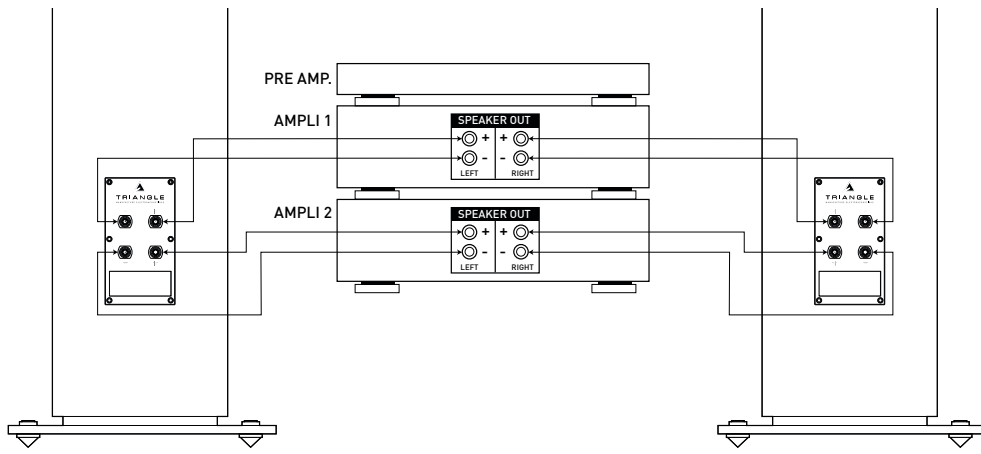 PRE AMP.
AMPLI 1
SPEAKER OUT
+ +
- -
LEFT RIGHT
TRIANGLE
TRIANGLE
AMPLI 2
SPEAKER OUT
+ +
- -
LEFT RIGHT